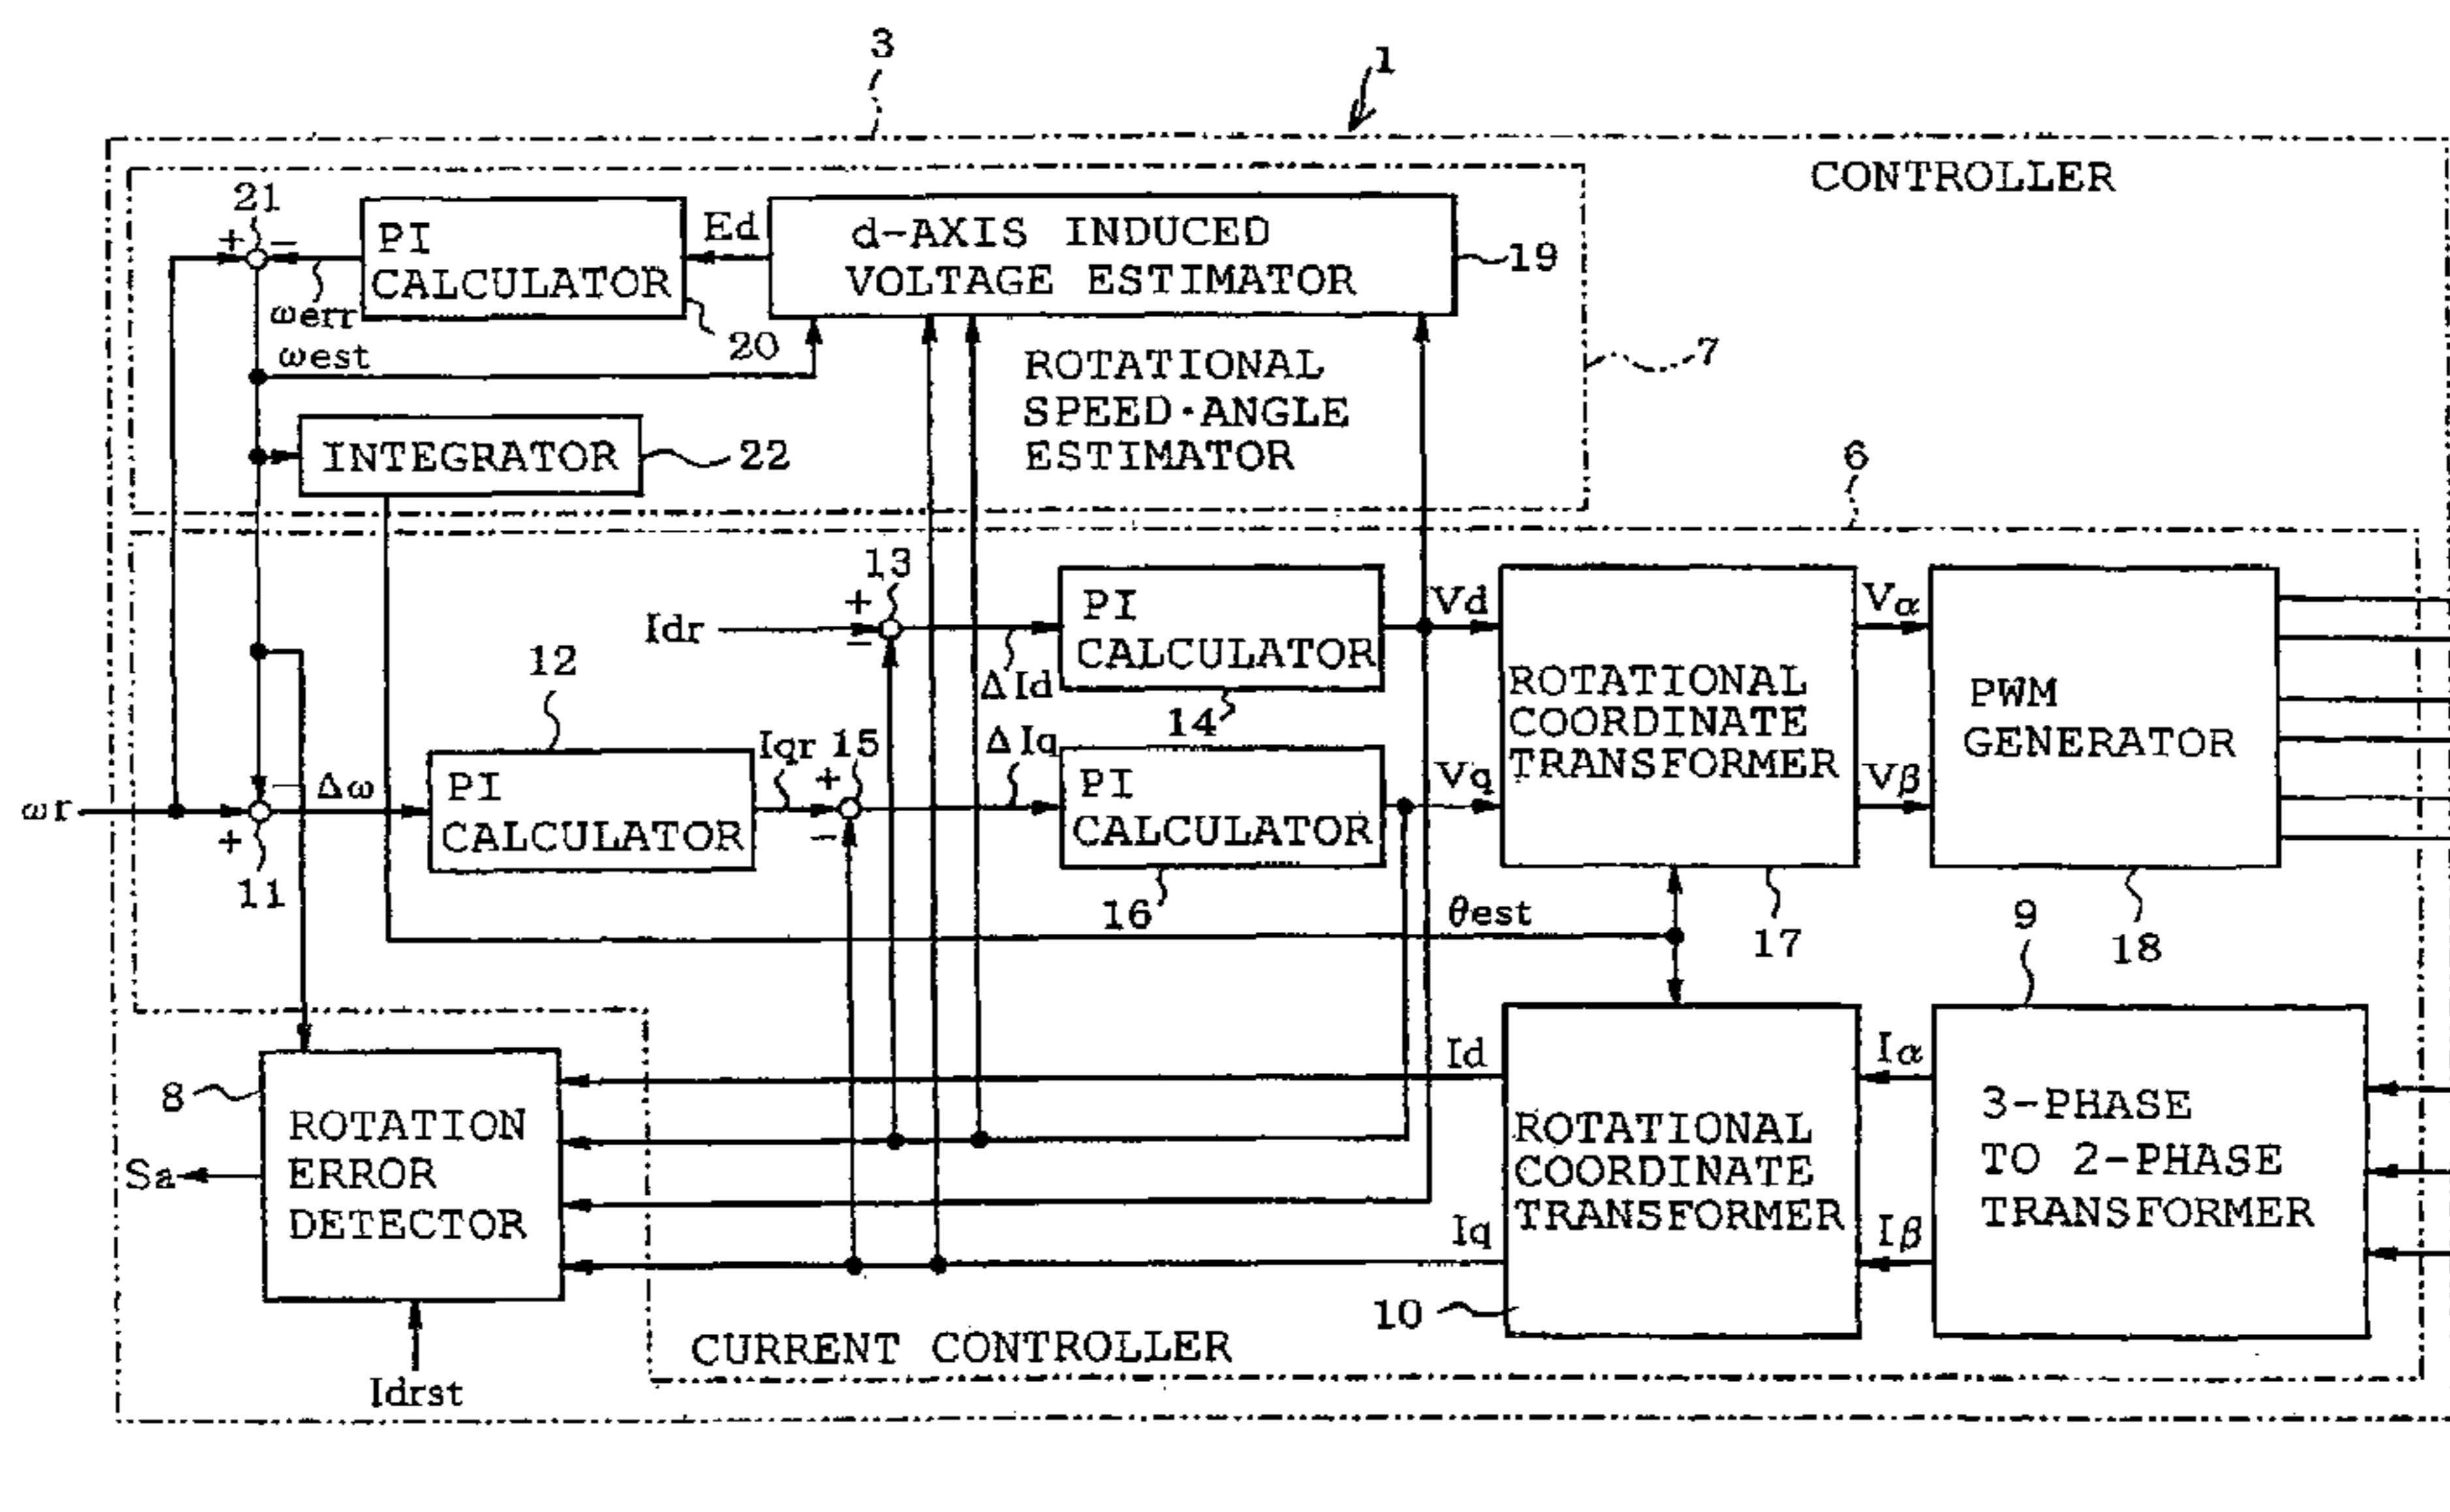 3
1
CONTROLLER
21
+
−
PI
CALCULATOR
Ed
d-AXIS INDUCED
VOLTAGE ESTIMATOR
19
ωerr
20
ωest
ROTATIONAL
SPEED·ANGLE
ESTIMATOR
7
INTEGRATOR
22
6
13
+
Idr
−
PI
CALCULATOR
Vd
Vα
ΔId
14
12
ROTATIONAL
COORDINATE
TRANSFORMER
PWM
GENERATOR
Iqr
15
ΔIq
+
−
Δω
PI
CALCULATOR
−
PI
CALCULATOR
Vq
Vβ
ωr
+
11
16
θest
17
9
18
8
ROTATION
ERROR
DETECTOR
Sa
Id
Iα
ROTATIONAL
COORDINATE
TRANSFORMER
3-PHASE
TO 2-PHASE
TRANSFORMER
Iq
Iβ
10
CURRENT CONTROLLER
Idrst